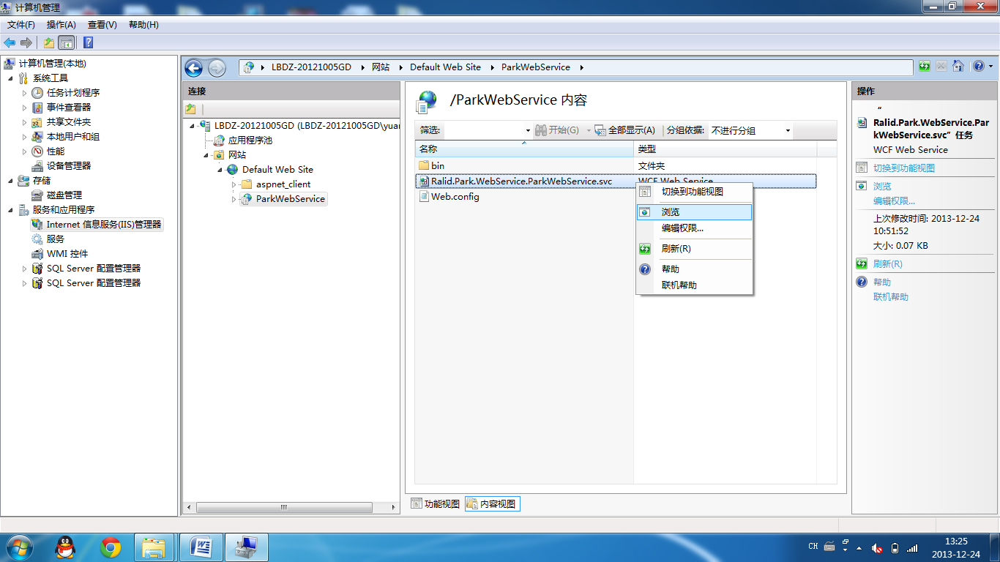 计算机管理
文件(F) 操作(A) 查看(V) 帮助(H)
计算机管理(本地)
系统工具
任务计划程序
事件查看器
共享文件夹
本地用户和组
性能
设备管理器
存储
磁盘管理
服务和应用程序
Internet 信息服务(IIS)管理器
服务
WMI 控件
SQL Server 配置管理器
SQL Server 配置管理器
LBDZ-20121005GD 网站 Default Web Site ParkWebService
连接
LBDZ-20121005GD (LBDZ-20121005GD\yuan
应用程序池
网站
Default Web Site
aspnet_client
ParkWebService
/ParkWebService 内容
筛选: 开始(G) 全部显示(A) 分组依据: 不进行分组
名称 类型
bin 文件夹
Ralid.Park.WebService.ParkWebService.svc WCF Web Service
Web.config
切换到功能视图
浏览
编辑权限...
刷新(R)
帮助
联机帮助
功能视图 内容视图
操作
“
Ralid.Park.WebService.Par
kWebService.svc”任务
WCF Web Service
切换到功能视图
浏览
编辑权限...
上次修改时间: 2013-12-24
10:51:52
大小: 0.07 KB
刷新(R)
帮助
联机帮助
CH
13:25
2013-12-24